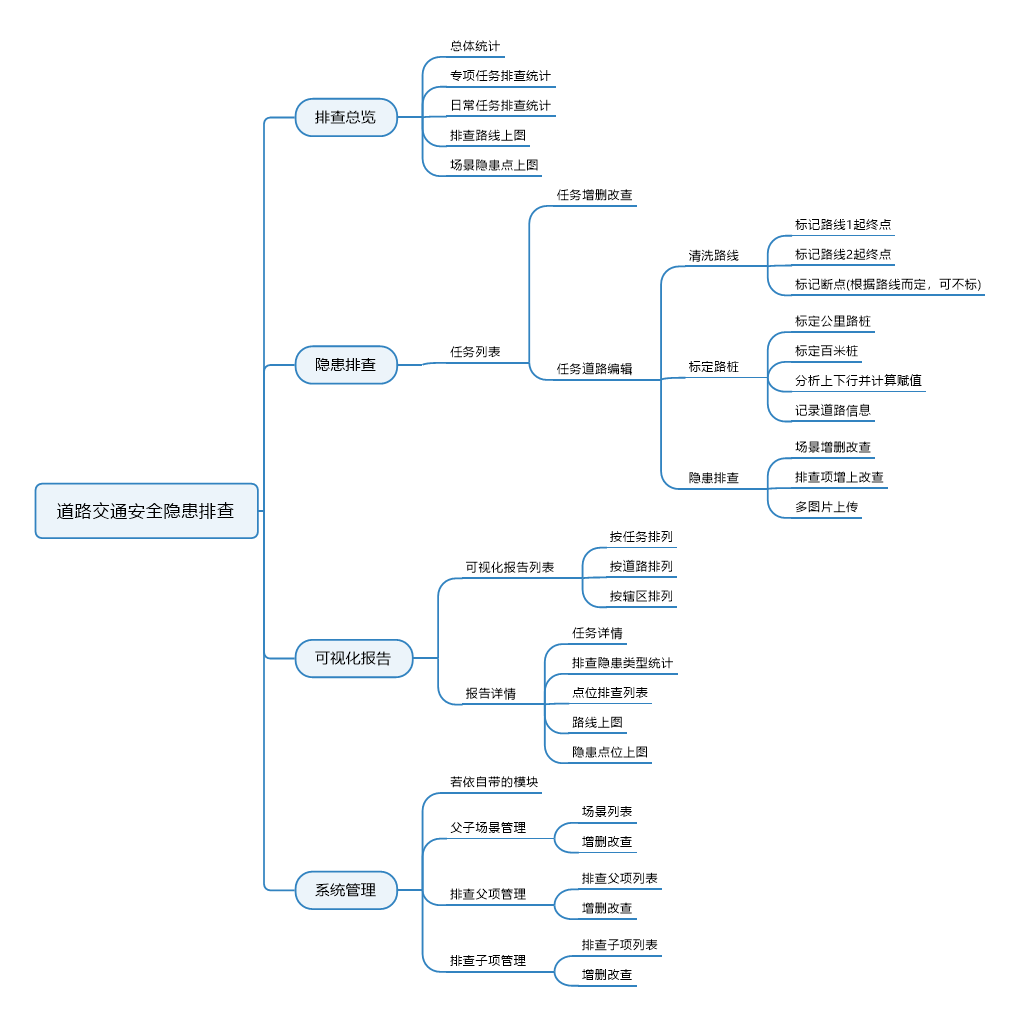 道路交通安全隐患排查
排查总览
总体统计
专项任务排查统计
日常任务排查统计
排查路线上图
场景隐患点上图
隐患排查
任务列表
任务增删改查
任务道路编辑
清洗路线
标记路线1起终点
标记路线2起终点
标记断点(根据路线而定，可不标)
标定路桩
标定公里路桩
标定百米桩
分析上下行并计算赋值
记录道路信息
隐患排查
场景增删改查
排查项增上改查
多图片上传
可视化报告
可视化报告列表
按任务排列
按道路排列
按辖区排列
报告详情
任务详情
排查隐患类型统计
点位排查列表
路线上图
隐患点位上图
系统管理
若依自带的模块
父子场景管理
场景列表
增删改查
排查父项管理
排查父项列表
增删改查
排查子项管理
排查子项列表
增删改查